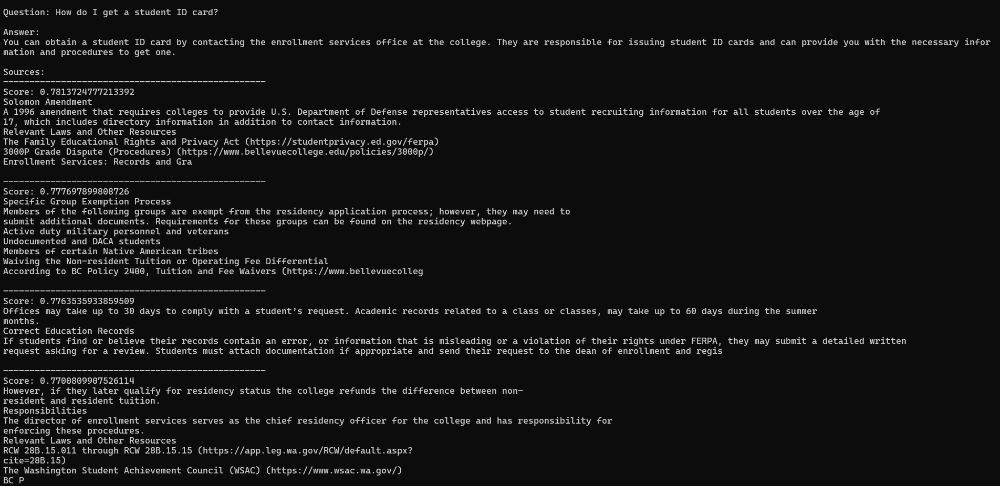 Question: How do I get a student ID card?
Answer:
You can obtain a student ID card by contacting the enrollment services office at the college. They are responsible for issuing student ID cards and can provide you with the necessary infor
mation and procedures to get one.
Sources:
--------------------------------------------------
Score: 0.7813724777213392
Solomon Amendment
A 1996 amendment that requires colleges to provide U.S. Department of Defense representatives access to student recruiting information for all students over the age of
17, which includes directory information in addition to contact information.
Relevant Laws and Other Resources
The Family Educational Rights and Privacy Act (https://studentprivacy.ed.gov/ferpa)
3000P Grade Dispute (Procedures) (https://www.bellevuecollege.edu/policies/3000p/)
Enrollment Services: Records and Gra
--------------------------------------------------
Score: 0.777697899808726
Specific Group Exemption Process
Members of the following groups are exempt from the residency application process; however, they may need to
submit additional documents. Requirements for these groups can be found on the residency webpage.
Active duty military personnel and veterans
Undocumented and DACA students
Members of certain Native American tribes
Waiving the Non-resident Tuition or Operating Fee Differential
According to BC Policy 2400, Tuition and Fee Waivers (https://www.bellevuecolleg
--------------------------------------------------
Score: 0.7763535933859509
Offices may take up to 30 days to comply with a student’s request. Academic records related to a class or classes, may take up to 60 days during the summer
months.
Correct Education Records
If students find or believe their records contain an error, or information that is misleading or a violation of their rights under FERPA, they may submit a detailed written
request asking for a review. Students must attach documentation if appropriate and send their request to the dean of enrollment and regis
--------------------------------------------------
Score: 0.7700809907526114
However, if they later qualify for residency status the college refunds the difference between non-
resident and resident tuition.
Responsibilities
The director of enrollment services serves as the chief residency officer for the college and has responsibility for
enforcing these procedures.
Relevant Laws and Other Resources
RCW 28B.15.011 through RCW 28B.15.15 (https://app.leg.wa.gov/RCW/default.aspx?
cite=28B.15)
The Washington Student Achievement Council (WSAC) (https://www.wsac.wa.gov/)
BC P